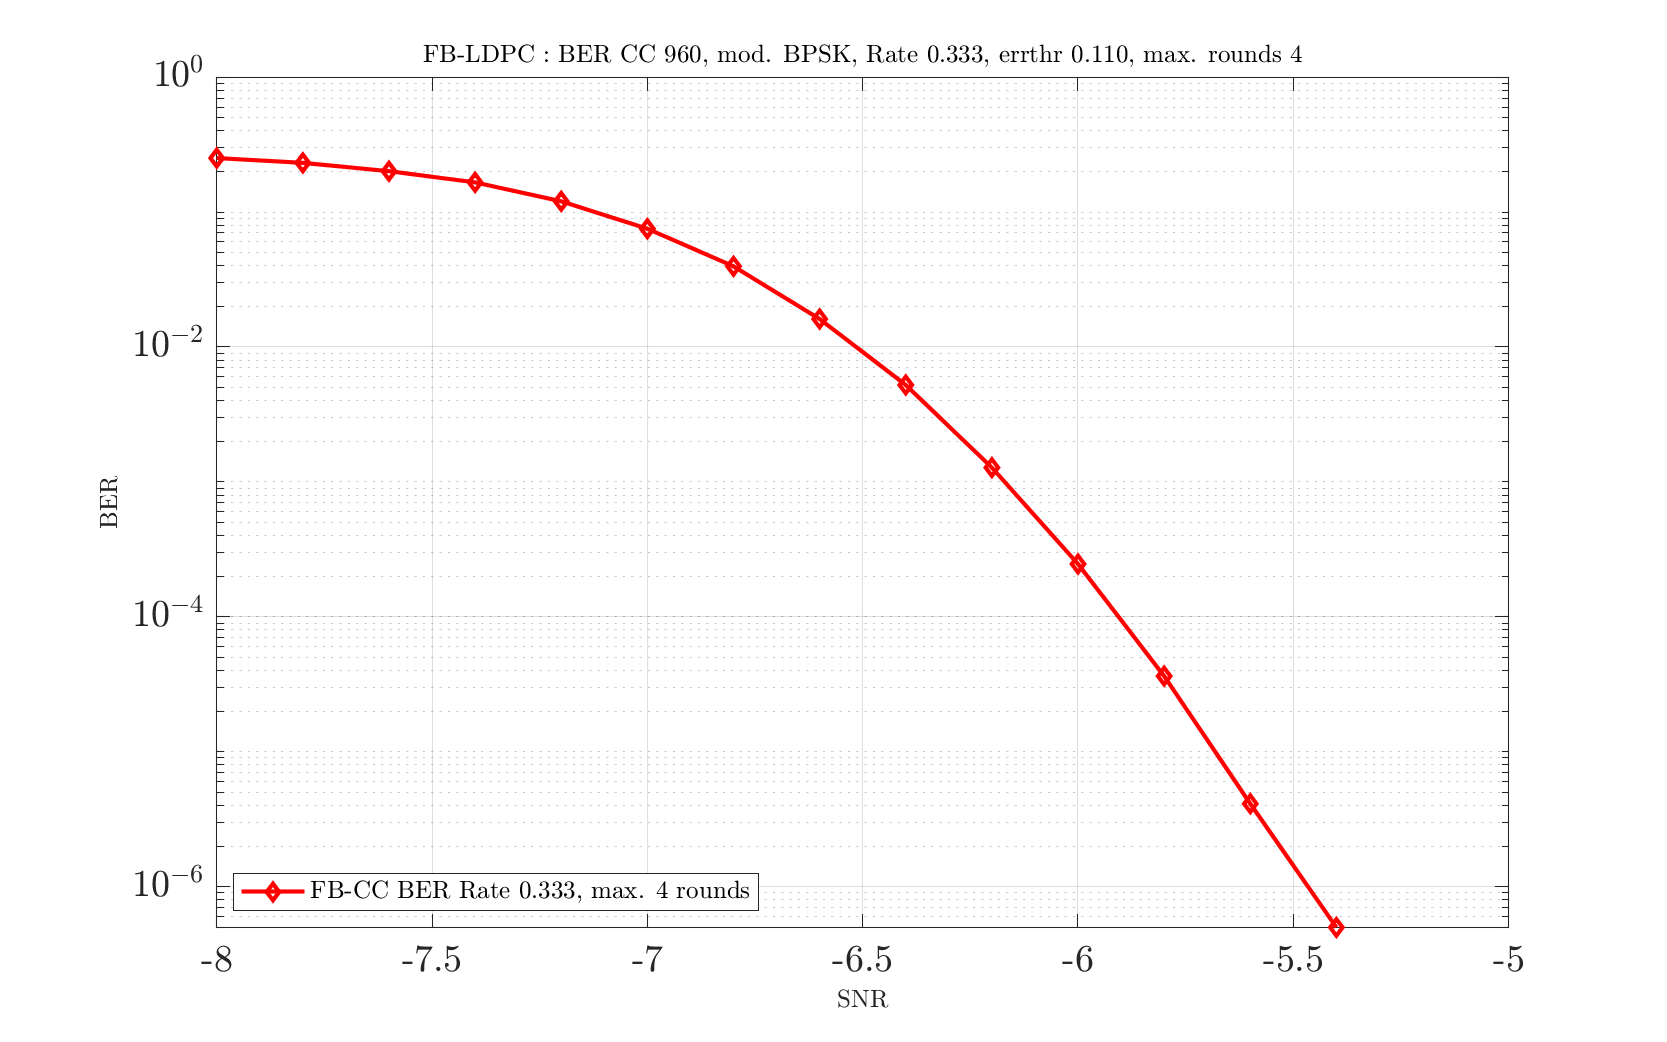 FB-LDPC : BER CC 960, mod. BPSK, Rate 0.333, errthr 0.110, max. rounds 4
10^0
10^{-2}
10^{-4}
10^{-6}
BER
FB-CC BER Rate 0.333, max. 4 rounds
-8 -7.5 -7 -6.5 -6 -5.5 -5
SNR